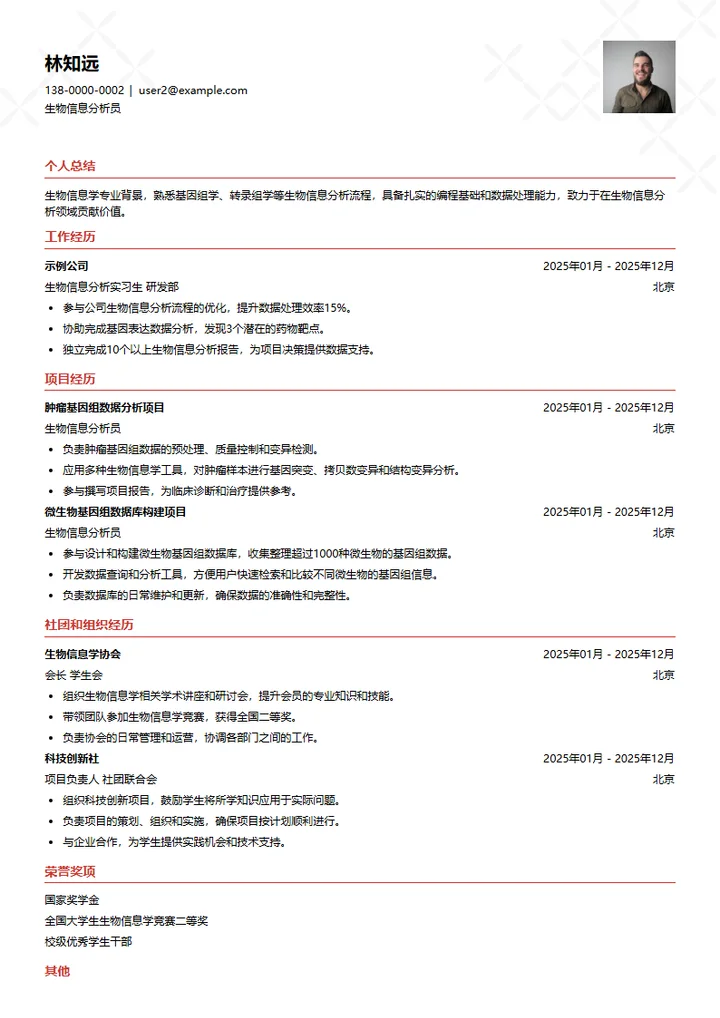 林知远
138-0000-0002 | user2@example.com
生物信息分析员
个人总结
生物信息学专业背景，熟悉基因组学、转录组学等生物信息分析流程，具备扎实的编程基础和数据处理能力，致力于在生物信息分
析领域贡献价值。
工作经历
示例公司 2025年01月 - 2025年12月
生物信息分析实习生 研发部 北京
• 参与公司生物信息分析流程的优化，提升数据处理效率15%。
• 协助完成基因表达数据分析，发现3个潜在的药物靶点。
• 独立完成10个以上生物信息分析报告，为项目决策提供数据支持。
项目经历
肿瘤基因组数据分析项目 2025年01月 - 2025年12月
生物信息分析员 北京
• 负责肿瘤基因组数据的预处理、质量控制和变异检测。
• 应用多种生物信息学工具，对肿瘤样本进行基因突变、拷贝数变异和结构变异分析。
• 参与撰写项目报告，为临床诊断和治疗提供参考。
微生物基因组数据库构建项目 2025年01月 - 2025年12月
生物信息分析员 北京
• 参与设计和构建微生物基因组数据库，收集整理超过1000种微生物的基因组数据。
• 开发数据查询和分析工具，方便用户快速检索和比较不同微生物的基因组信息。
• 负责数据库的日常维护和更新，确保数据的准确性和完整性。
社团和组织经历
生物信息学协会 2025年01月 - 2025年12月
会长 学生会 北京
• 组织生物信息学相关学术讲座和研讨会，提升会员的专业知识和技能。
• 带领团队参加生物信息学竞赛，获得全国二等奖。
• 负责协会的日常管理和运营，协调各部门之间的工作。
科技创新社 2025年01月 - 2025年12月
项目负责人 社团联合会 北京
• 组织科技创新项目，鼓励学生将所学知识应用于实际问题。
• 负责项目的策划、组织和实施，确保项目按计划顺利进行。
• 与企业合作，为学生提供实践机会和技术支持。
荣誉奖项
国家奖学金
全国大学生生物信息学竞赛二等奖
校级优秀学生干部
其他